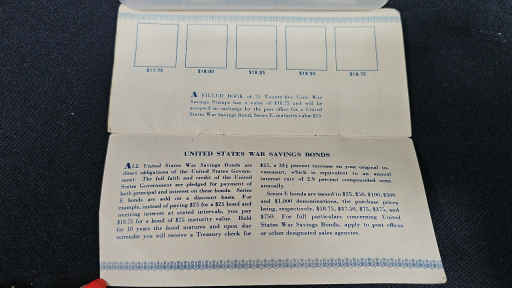 $17.75 $18.00 $18.25 $18.50 $18.75
A FILLED BOOK of 75 Twenty-five Cent War
Savings Stamps has a value of $18.75 and will be
accepted in exchange by the post office for a United
States War Savings Bond, Series E, maturity value $25.
UNITED STATES WAR SAVINGS BONDS
ALL United States War Savings Bonds are
direct obligations of the United States Govern-
ment. The full faith and credit of the United
States Government are pledged for payment of
both principal and interest on these bonds. Series
E bonds are sold on a discount basis. For
example, instead of paying $25 for a $25 bond and
receiving interest at stated intervals, you pay
$18.75 for a bond of $25 maturity value. Held
for 10 years the bond matures and upon due
surrender you will receive a Treasury check for
$25, a 33⅓ percent increase on your original in-
vestment, which is equivalent to an annual
interest rate of 2.9 percent compounded semi-
annually.
Series E bonds are issued in $25, $50, $100, $500
and $1,000 denominations, the purchase prices
being, respectively, $18.75, $37.50, $75, $375, and
$750. For full particulars concerning United
States War Savings Bonds, apply to post offices
or other designated sales agencies.